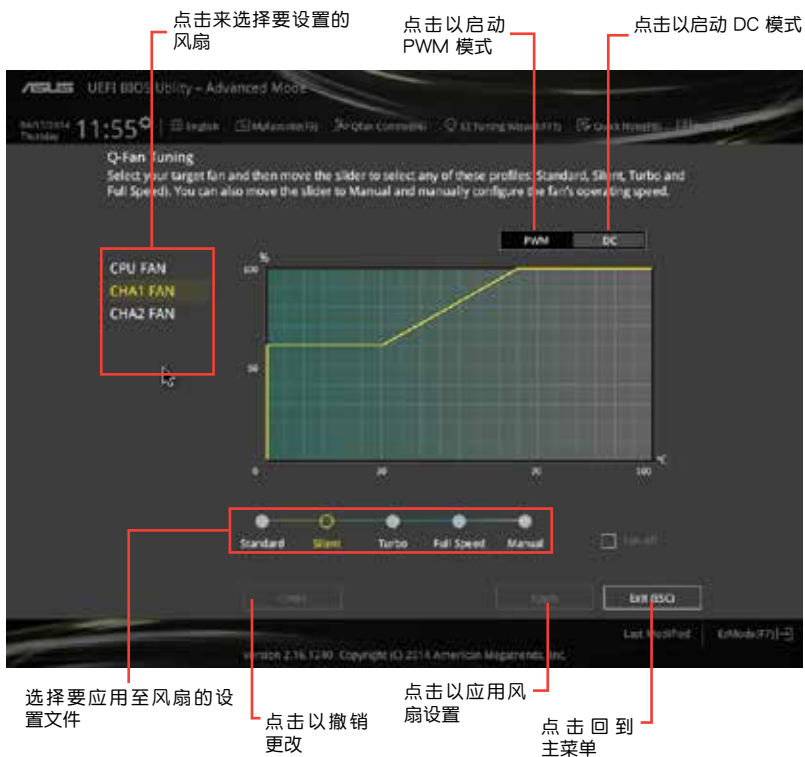 点击来选择要设置的
风扇
点击以启动
PWM 模式
点击以启动 DC 模式
ASUS UEFI BIOS Utility – Advanced Mode
Thursday 11:55 English MyFavorite(F3)
Q-Fan Tuning
Select your target fan and then move the slider to select any of these profiles: Standard, Silent, Turbo and
Full Speed). You can also move the slider to Manual and manually configure the fan's operating speed.
PWM DC
CPU FAN
CHA1 FAN
CHA2 FAN
%
100
50
0 70 100
℃
Standard Silent Turbo Full Speed Manual
Undo Apply Exit (ESC)
Last Modified EzMode(F7)
Version 2.16.1240. Copyright (C) 2014 American Megatrends, Inc.
选择要应用至风扇的设
置文件
点击以撤销
更改
点击以应用风
扇设置
点击回到
主菜单